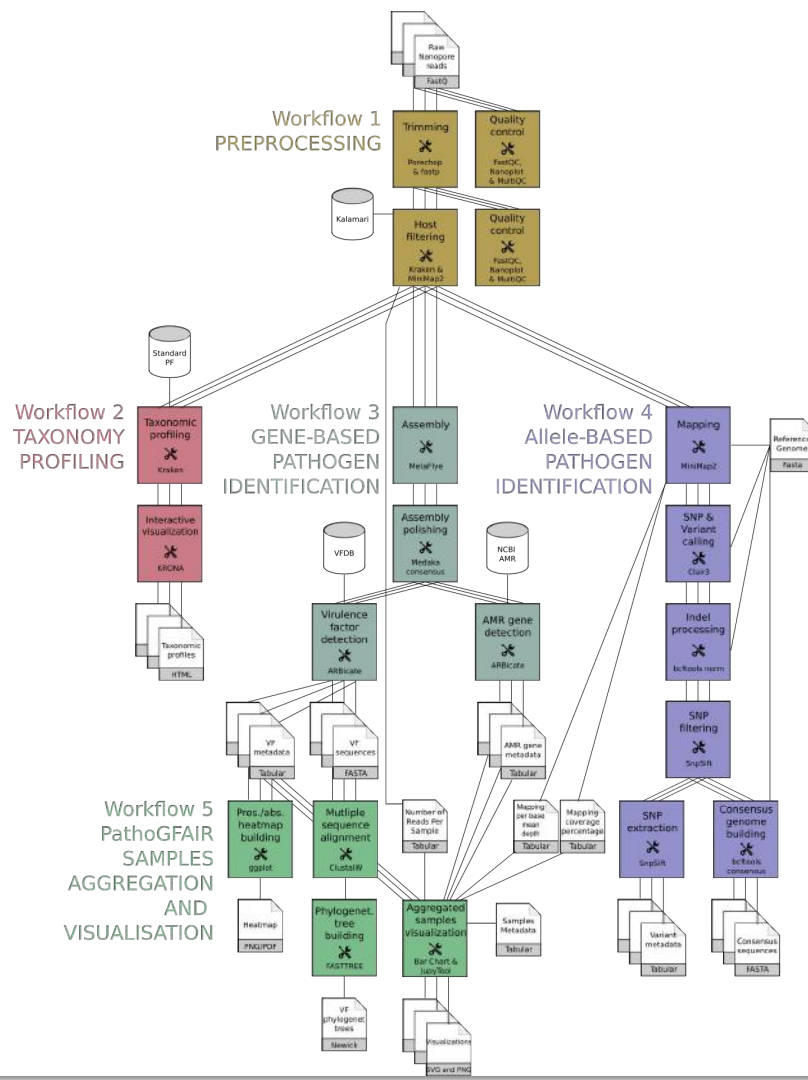 Raw
Nanopore
reads
FastQ
Workflow 1
PREPROCESSING
Trimming
Porechop
& fastp
Quality
control
FastQC,
Nanoplot
& MultiQC
Kalamari
Host
filtering
Kraken &
MiniMap2
Quality
control
FastQC,
Nanoplot
& MultiQC
Standard
PF
Workflow 2
TAXONOMY
PROFILING
Taxonomic
profiling
Kraken
Interactive
visualization
KRONA
Taxonomic
profiles
HTML
Workflow 3
GENE-BASED
PATHOGEN
IDENTIFICATION
Assembly
MetaFlye
Assembly
polishing
Medaka
consensus
VFDB
NCBI
AMR
Virulence
factor
detection
ABRicate
AMR gene
detection
ABRicate
VF
metadata
Tabular
VF
sequences
FASTA
AMR gene
metadata
Tabular
Workflow 4
Allele-BASED
PATHOGEN
IDENTIFICATION
Mapping
MiniMap2
Reference
Genome
Fasta
SNP &
Variant
calling
Clair3
Indel
processing
bcftools norm
SNP
filtering
SnpSift
SNP
extraction
SnpSift
Consensus
genome
building
bcftools
consensus
Variant
metadata
Tabular
Consensus
sequences
FASTA
Workflow 5
PathoGFAIR
SAMPLES
AGGREGATION
AND
VISUALISATION
Pres./abs.
heatmap
building
ggplot
Mutliple
sequence
alignment
ClustalW
Number of
Reads Per
Sample
Tabular
Mapping
per base
mean
depth
Tabular
Mapping
coverage
percentage
Tabular
Heatmap
PNG/PDF
Phylogenet.
tree
building
FASTTREE
Aggregated
samples
visualization
Bar Chart &
JupyTool
Samples
Metadata
Tabular
VF
phylogenet.
trees
Newick
Visualizations
SVG and PNG